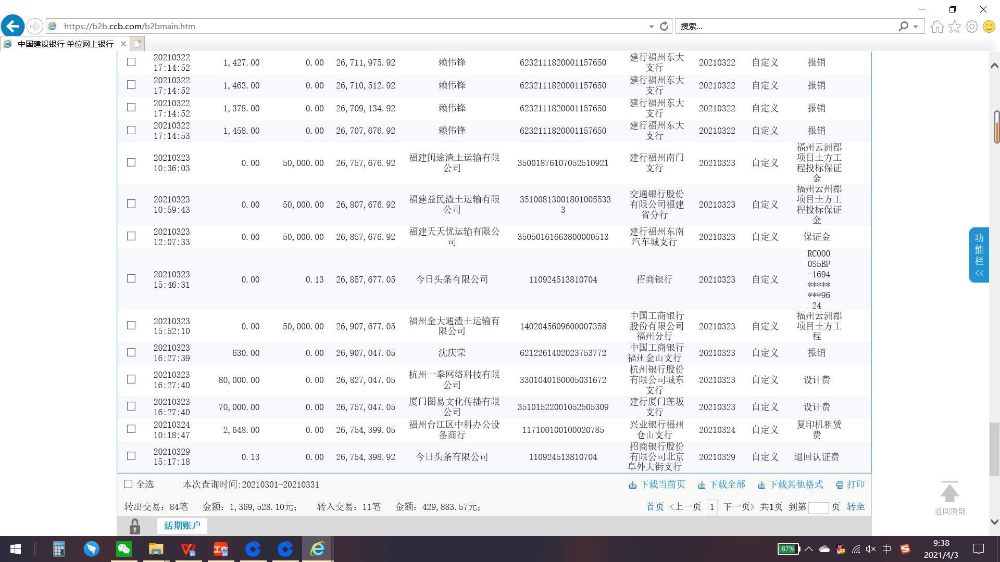 https://b2b.ccb.com/b2bmain.htm
搜索...
中国建设银行 单位网上银行
20210322
17:14:52 1,427.00 0.00 26,711,975.92 赖伟锋 6232111820001157650 建行福州东大
支行 20210322 自定义 报销
20210322
17:14:52 1,463.00 0.00 26,710,512.92 赖伟锋 6232111820001157650 建行福州东大
支行 20210322 自定义 报销
20210322
17:14:52 1,378.00 0.00 26,709,134.92 赖伟锋 6232111820001157650 建行福州东大
支行 20210322 自定义 报销
20210322
17:14:53 1,458.00 0.00 26,707,676.92 赖伟锋 6232111820001157650 建行福州东大
支行 20210322 自定义 报销
20210323
10:36:03 0.00 50,000.00 26,757,676.92 福建闽途渣土运输有限
公司 35001876107052510921 建行福州南门
支行 20210323 自定义 福州云洲郡
项目土方工
程投标保证
金
20210323
10:59:43 0.00 50,000.00 26,807,676.92 福建益民渣土运输有限
公司 35100813001801005533
3 交通银行股份
有限公司福建
省分行 20210323 自定义 福州云州郡
项目土方工
程投标保证
金
20210323
12:07:33 0.00 50,000.00 26,857,676.92 福建天天优运输有限公
司 35050161663800000513 建行福州东南
汽车城支行 20210323 自定义 保证金
20210323
15:46:31 0.00 0.13 26,857,677.05 今日头条有限公司 110924513810704 招商银行 20210323 自定义 RC000
0S5BP
-1694
*****
***96
24
20210323
15:52:10 0.00 50,000.00 26,907,677.05 福州金大通渣土运输有
限公司 1402045609600007358 中国工商银行
股份有限公司
福州分行 20210323 自定义 福州云洲郡
项目土方工
程
20210323
16:27:39 630.00 0.00 26,907,047.05 沈庆荣 6212261402023753772 中国工商银行
福州金山支行 20210323 自定义 报销
20210323
16:27:40 80,000.00 0.00 26,827,047.05 杭州一拳网络科技有限
公司 3301040160005031672 杭州银行股份
有限公司城东
支行 20210323 自定义 设计费
20210323
16:27:40 70,000.00 0.00 26,757,047.05 厦门图易文化传播有限
公司 35101522001052505309 建行厦门莲坂
支行 20210323 自定义 设计费
20210324
10:18:47 2,648.00 0.00 26,754,399.05 福州台江区中科办公设
备商行 117100100100020785 兴业银行福州
仓山支行 20210324 自定义 复印机租赁
费
20210329
15:17:18 0.13 0.00 26,754,398.92 今日头条有限公司 110924513810704 招商银行股份
有限公司北京
阜外大街支行 20210329 自定义 退回认证费
功
能
栏
<<
全选 本次查询时间:20210301-20210331 下载当前页 下载全部 下载其他格式 打印
转出交易: 84笔 金额: 1,369,528.10元; 转入交易: 11笔 金额: 429,883.57元; 首页 <上一页 1 下一页> 共1页 到第 页 转至
返回顶部
活期账户
工作
87%
中
9:38
2021/4/3